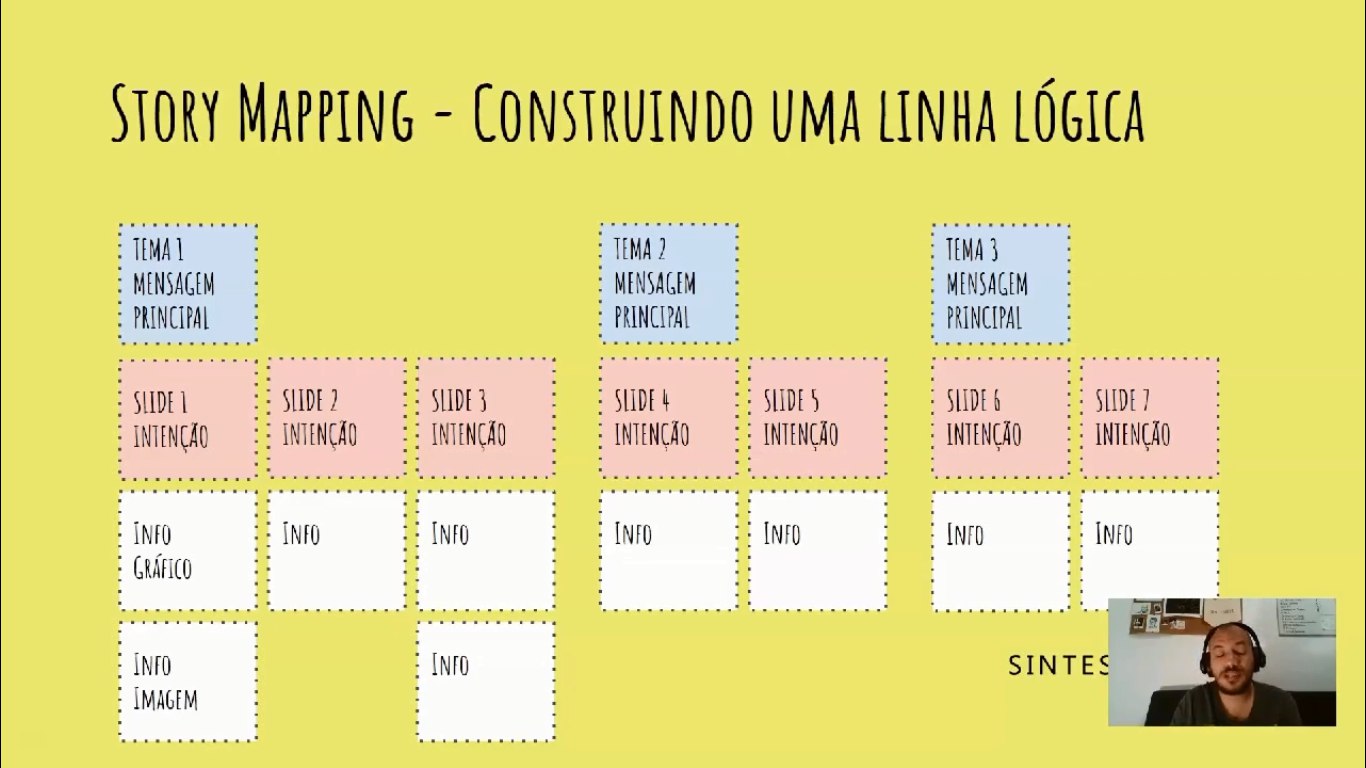 Story Mapping - Construindo uma linha lógica
TEMA 1
MENSAGEM
PRINCIPAL
TEMA 2
MENSAGEM
PRINCIPAL
TEMA 3
MENSAGEM
PRINCIPAL
SLIDE 1
INTENÇÃO
SLIDE 2
INTENÇÃO
SLIDE 3
INTENÇÃO
SLIDE 4
INTENÇÃO
SLIDE 5
INTENÇÃO
SLIDE 6
INTENÇÃO
SLIDE 7
INTENÇÃO
Info
Gráfico
Info
Info
Info
Info
Info
Info
Info
Imagem
Info
SINTES